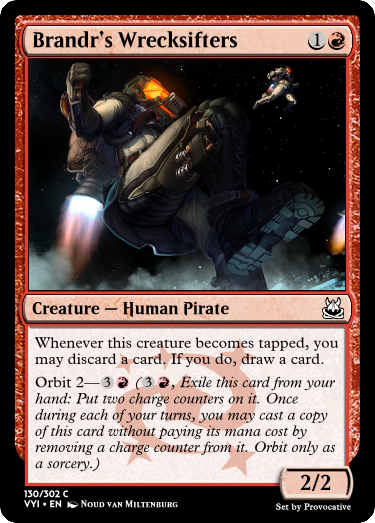 Brandr's Wrecksifters 1
Creature — Human Pirate
Whenever this creature becomes tapped, you
may discard a card. If you do, draw a card.
Orbit 2—3 (3, Exile this card from your
hand: Put two charge counters on it. Once
during each of your turns, you may cast a copy
of this card without paying its mana cost by
removing a charge counter from it. Orbit only as
a sorcery.)
2/2
130/302 C
VYI • EN Noud van Miltenburg
Set by Provocative